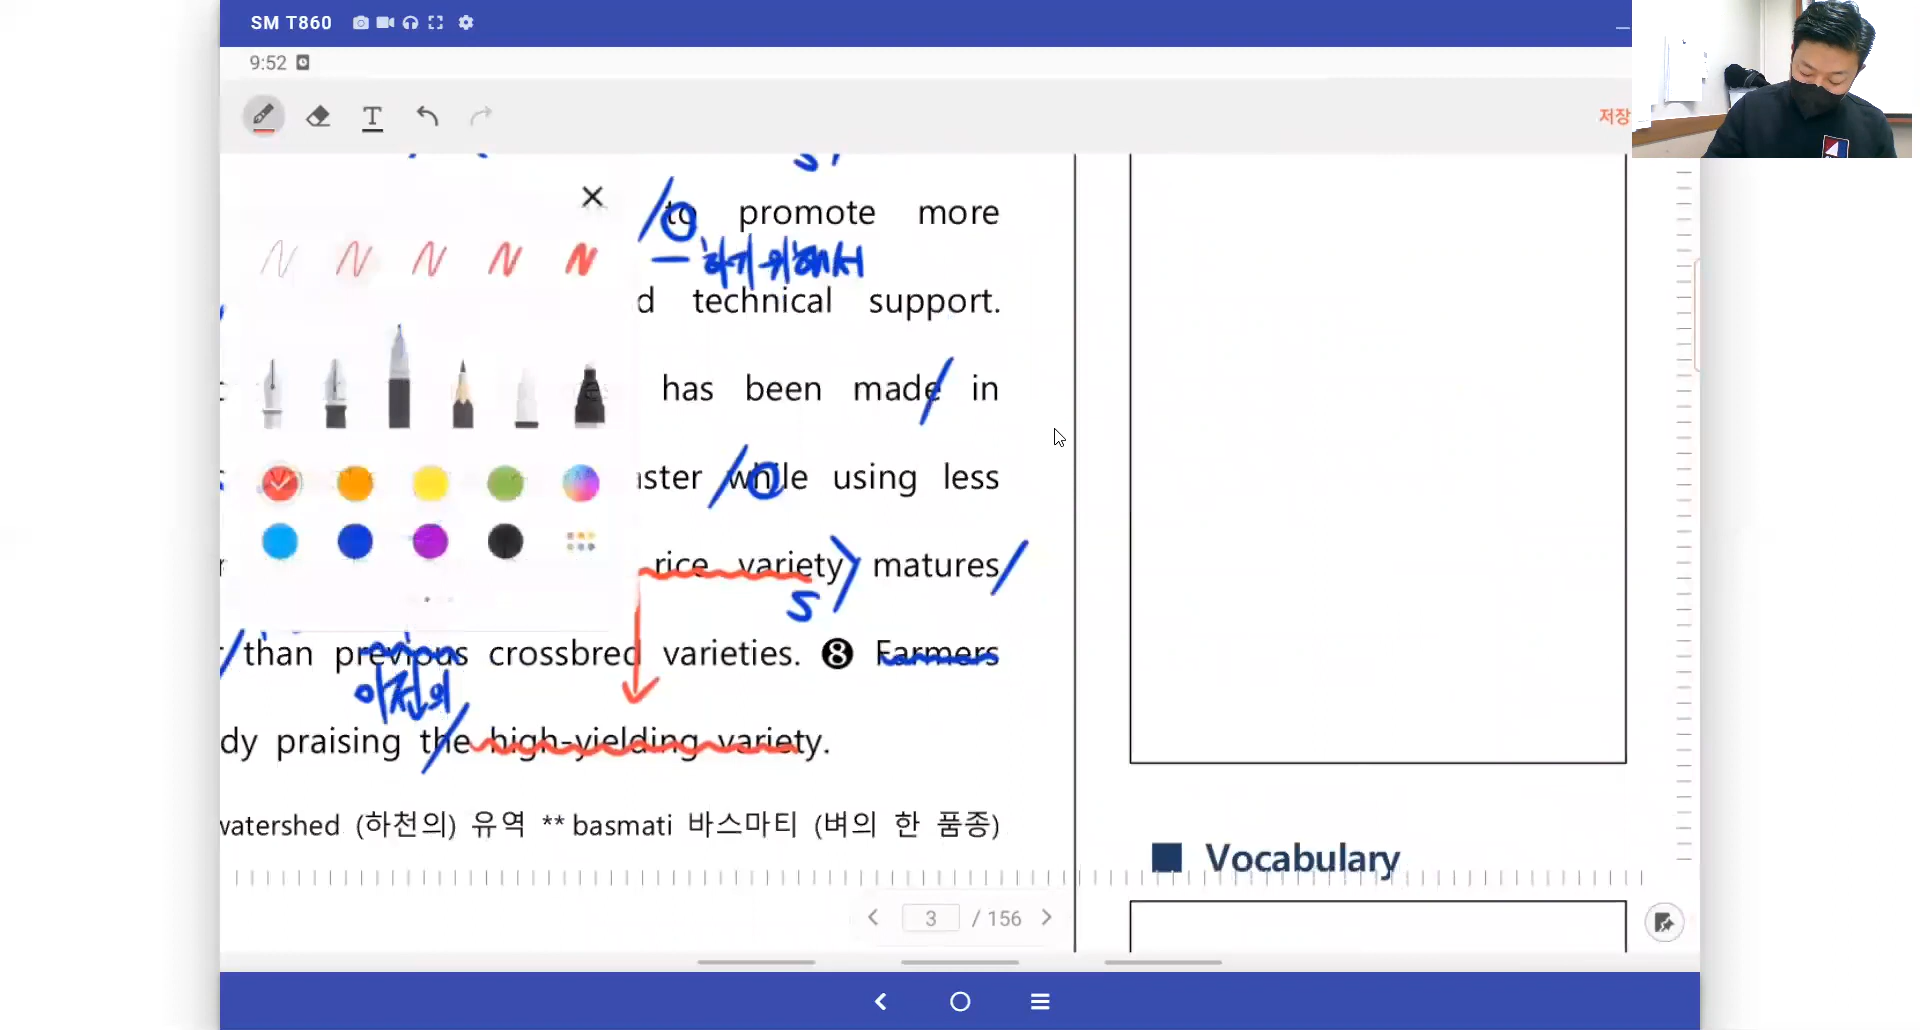 SM T860
9:52
T
저장
S
to promote more
O
하기 위해서
d technical support.
has been made in
ster while using less
O
rice variety matures
S
than previous crossbred varieties. ❽ Farmers
이전의
dy praising the high-yielding variety.
watershed (하천의) 유역 ** basmati 바스마티 (벼의 한 품종)
■ Vocabulary
3 / 156